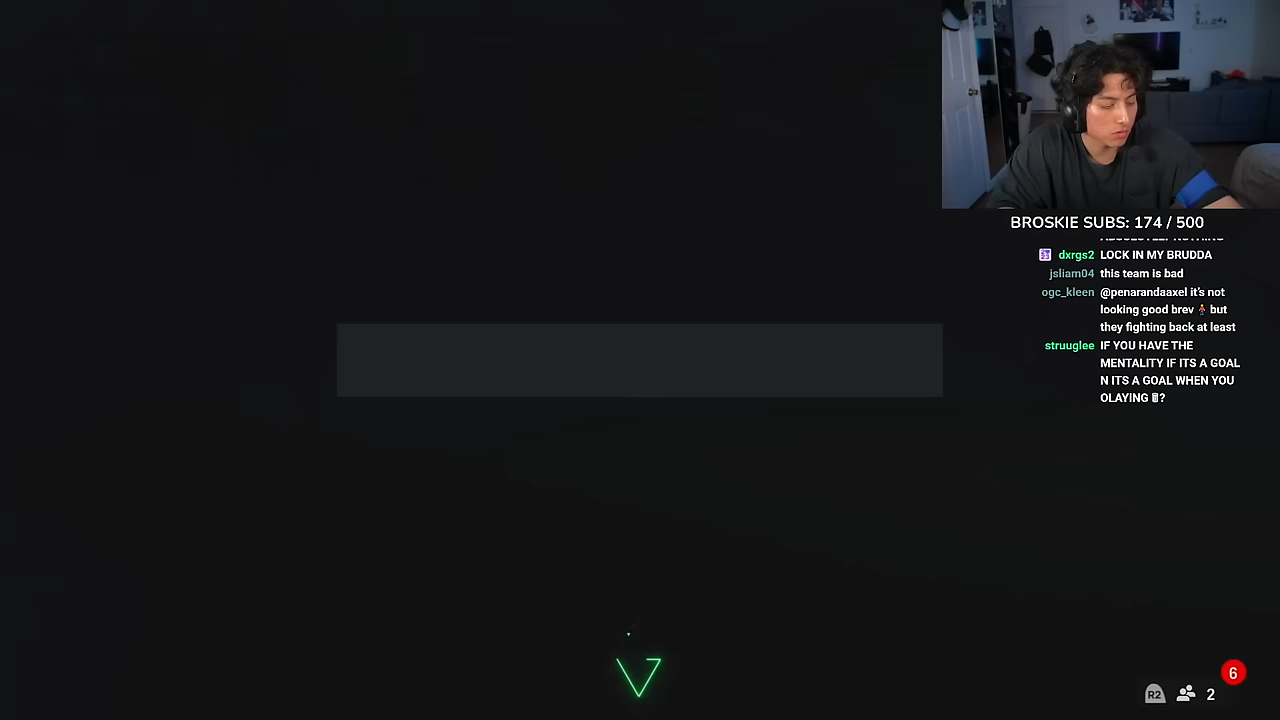 BROSKIE SUBS: 174 / 500
dxrgs2 LOCK IN MY BRUDDA
jsliam04 this team is bad
ogc_kleen @penarandaaxel it's not
looking good brev 🧍 but
they fighting back at least
struuglee IF YOU HAVE THE
MENTALITY IF ITS A GOAL
N ITS A GOAL WHEN YOU
OLAYING 🗑?
6
R2 2